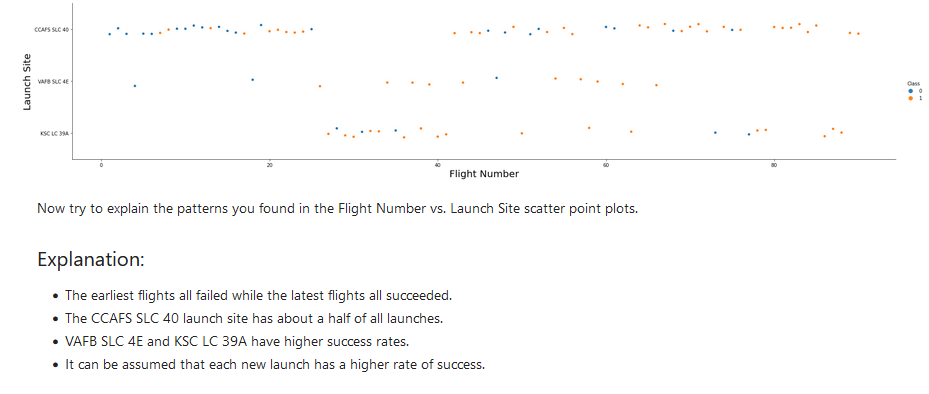 CCAFS SLC 40
VAFB SLC 4E
KSC LC 39A
Launch Site
0 20 40 60 80
Flight Number
Class
0
1
Now try to explain the patterns you found in the Flight Number vs. Launch Site scatter point plots.
Explanation:
• The earliest flights all failed while the latest flights all succeeded.
• The CCAFS SLC 40 launch site has about a half of all launches.
• VAFB SLC 4E and KSC LC 39A have higher success rates.
• It can be assumed that each new launch has a higher rate of success.